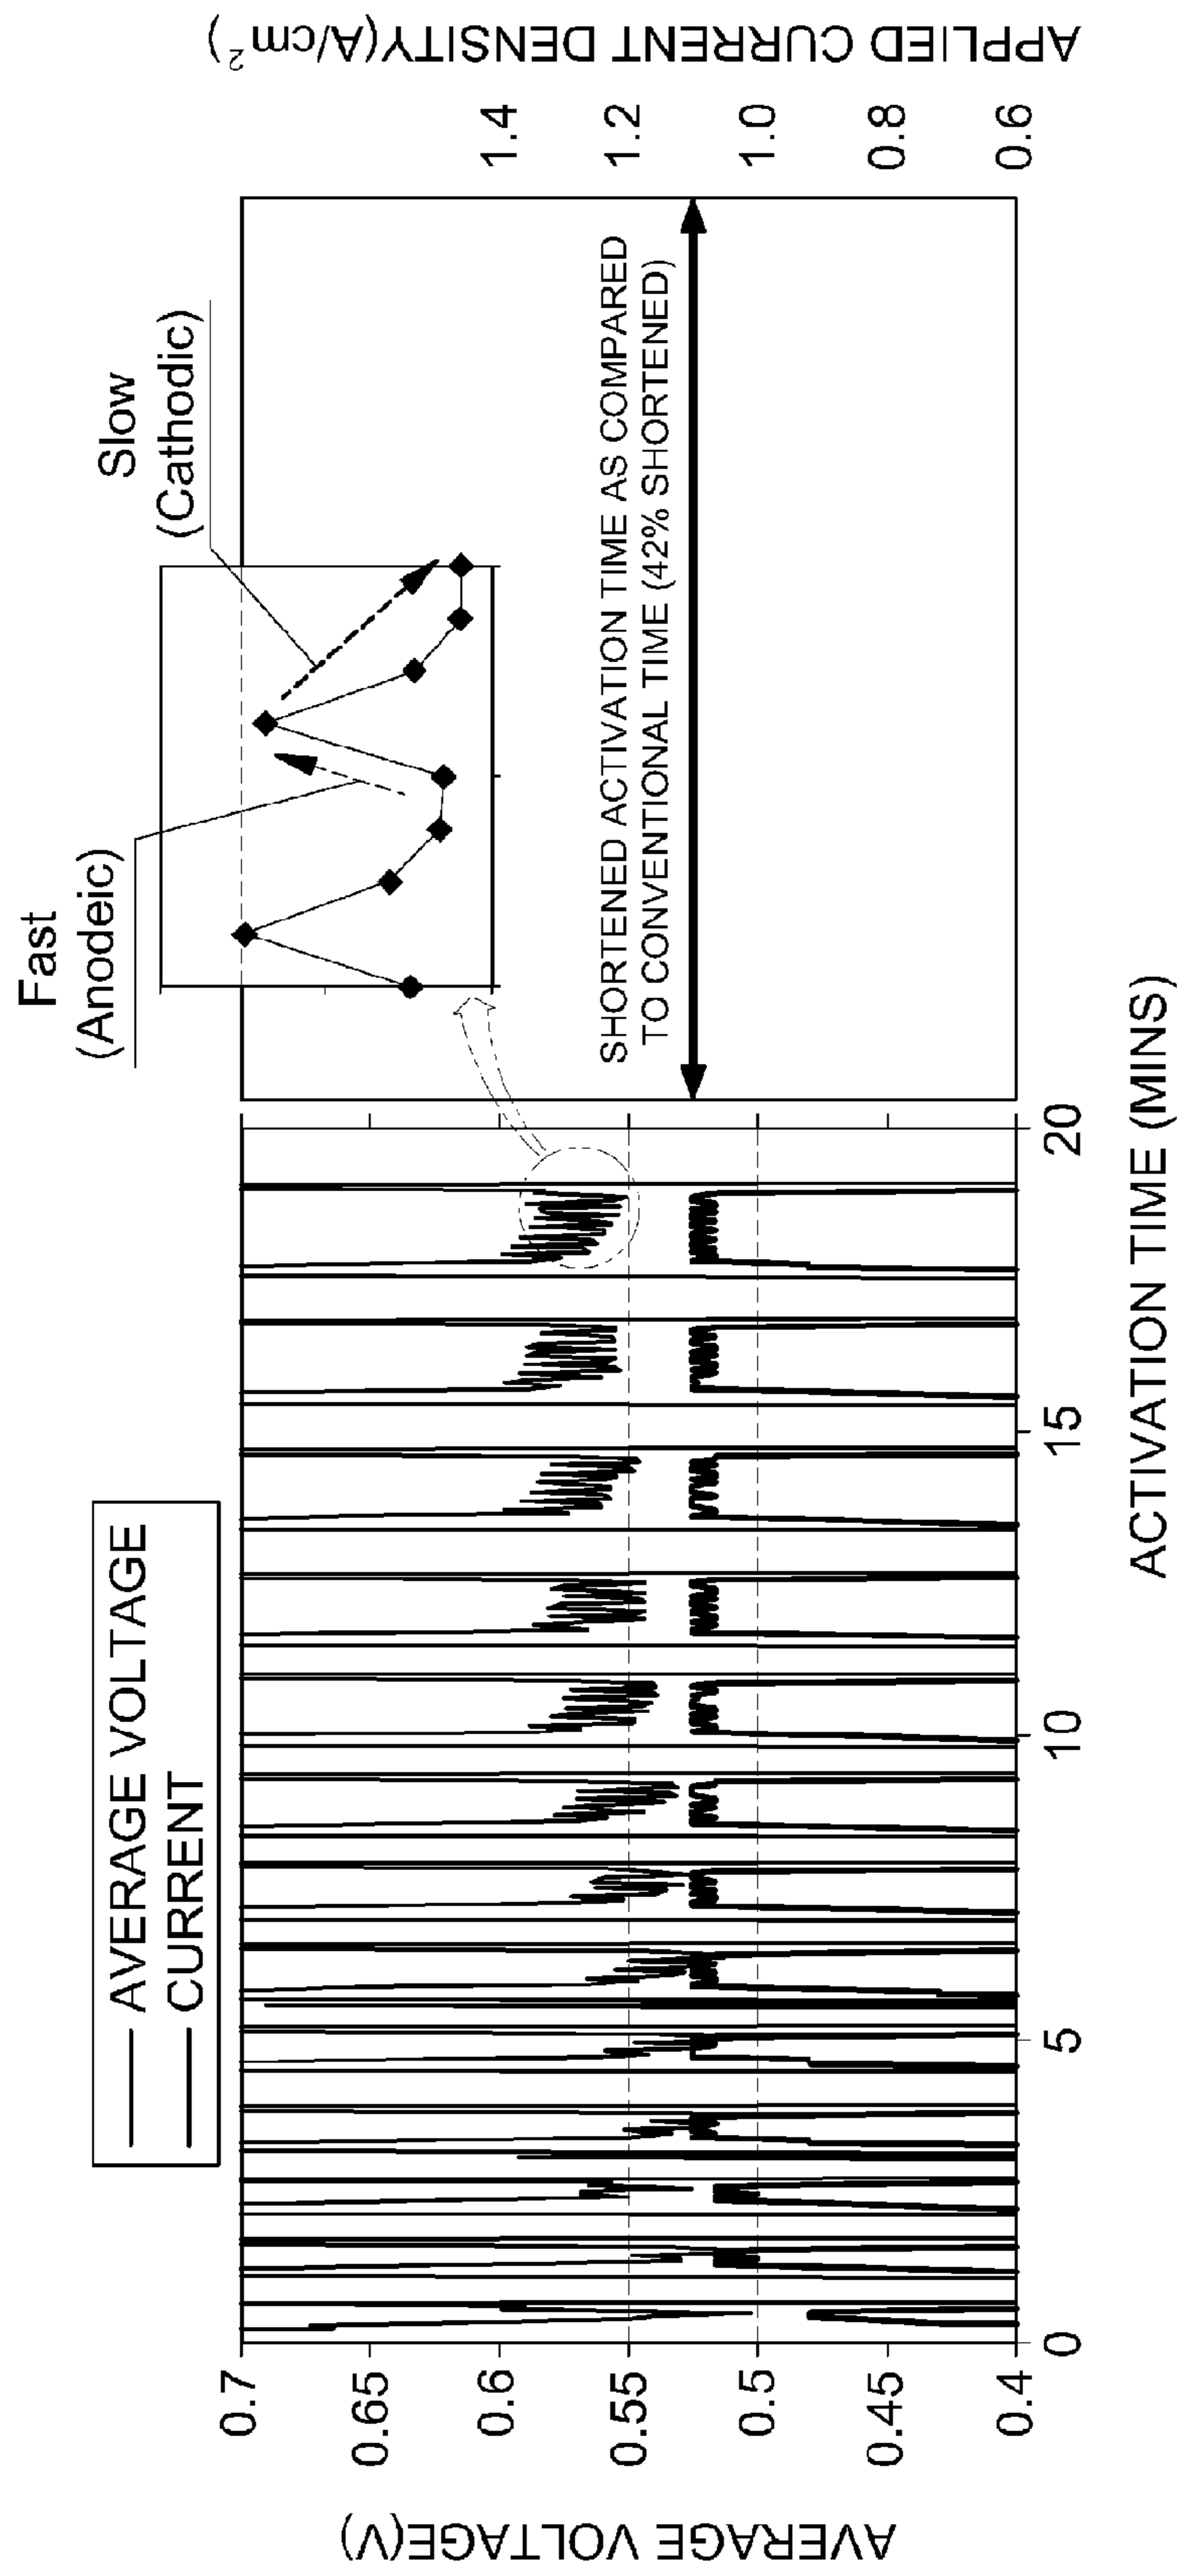 AVERAGE VOLTAGE
CURRENT
Fast
(Anodeic)
Slow
(Cathodic)
SHORTENED ACTIVATION TIME AS COMPARED
TO CONVENTIONAL TIME (42% SHORTENED)
AVERAGE VOLTAGE(V)
0.7
0.65
0.6
0.55
0.5
0.45
0.4
APPLIED CURRENT DENSITY(A/cm²)
1.4
1.2
1.0
0.8
0.6
0
5
10
15
20
ACTIVATION TIME (MINS)